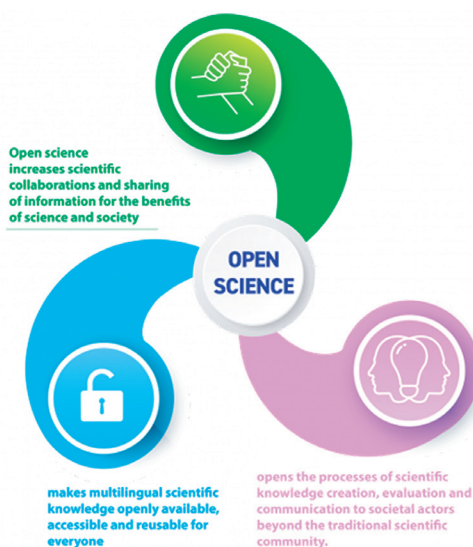 Open science
increases scientific
collaborations and sharing
of information for the benefits
of science and society
OPEN
SCIENCE
makes multilingual scientific
knowledge openly available,
accessible and reusable for
everyone
opens the processes of scientific
knowledge creation, evaluation and
communication to societal actors
beyond the traditional scientific
community.